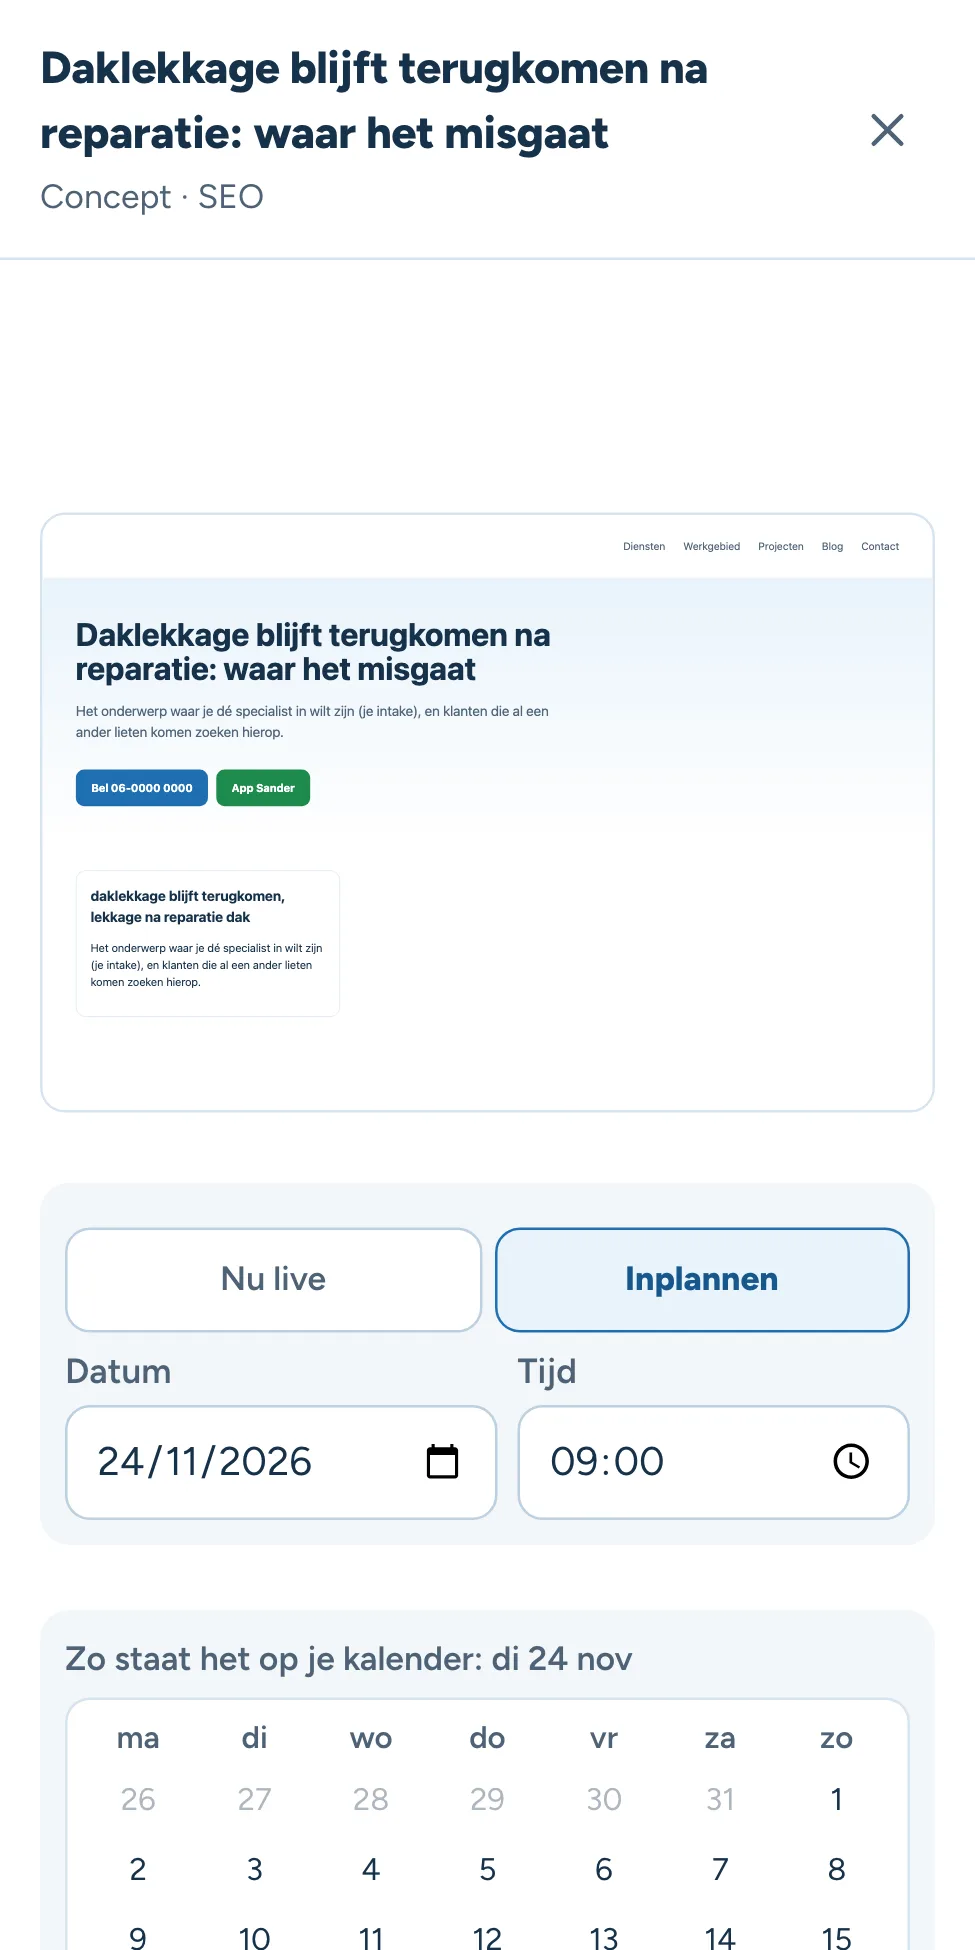 Daklekkage blijft terugkomen na
reparatie: waar het misgaat
Concept · SEO
Diensten Werkgebied Projecten Blog Contact
Daklekkage blijft terugkomen na
reparatie: waar het misgaat
Het onderwerp waar je dé specialist in wilt zijn (je intake), en klanten die al een
ander lieten komen zoeken hierop.
Bel 06-0000 0000 App Sander
daklekkage blijft terugkomen,
lekkage na reparatie dak
Het onderwerp waar je dé specialist in wilt zijn
(je intake), en klanten die al een ander lieten
komen zoeken hierop.
Nu live Inplannen
Datum Tijd
24/11/2026 09:00
Zo staat het op je kalender: di 24 nov
ma di wo do vr za zo
26 27 28 29 30 31 1
2 3 4 5 6 7 8
9 10 11 12 13 14 15